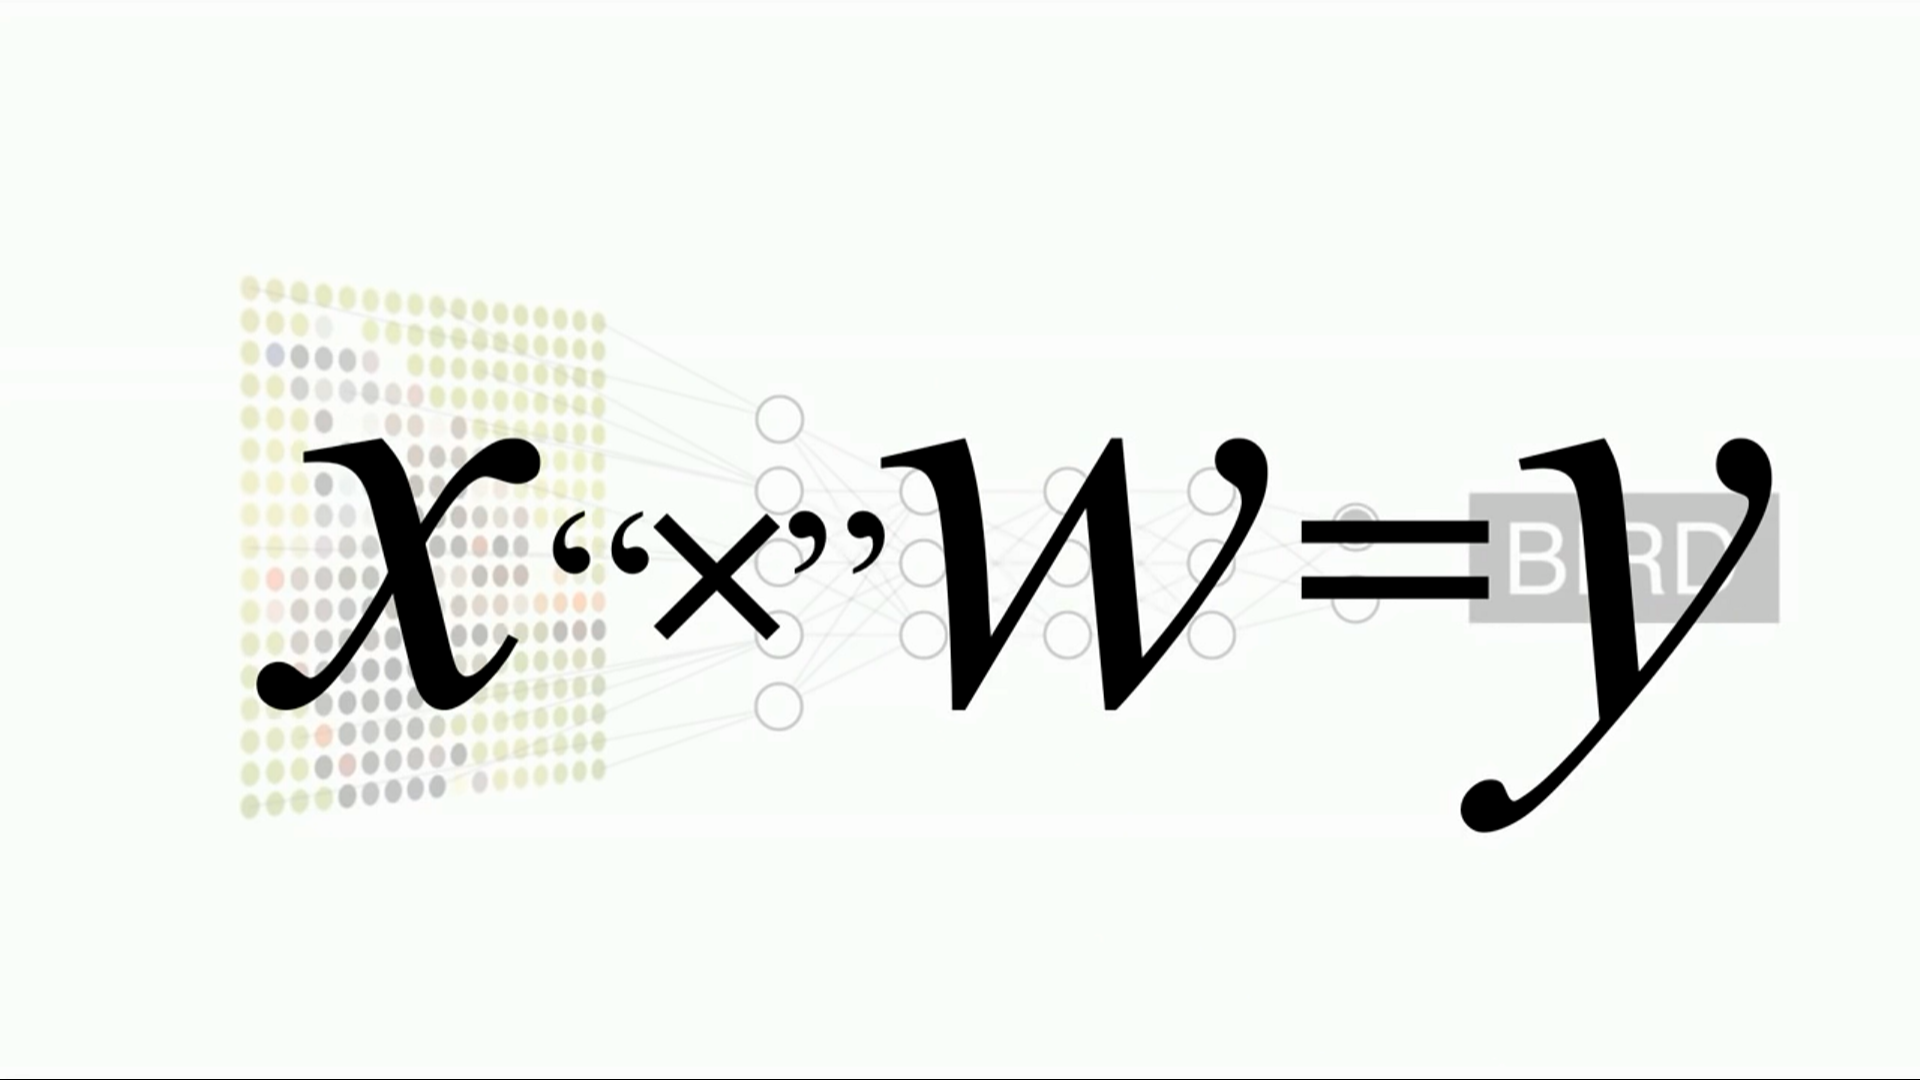 x “×” w = y
BIRD